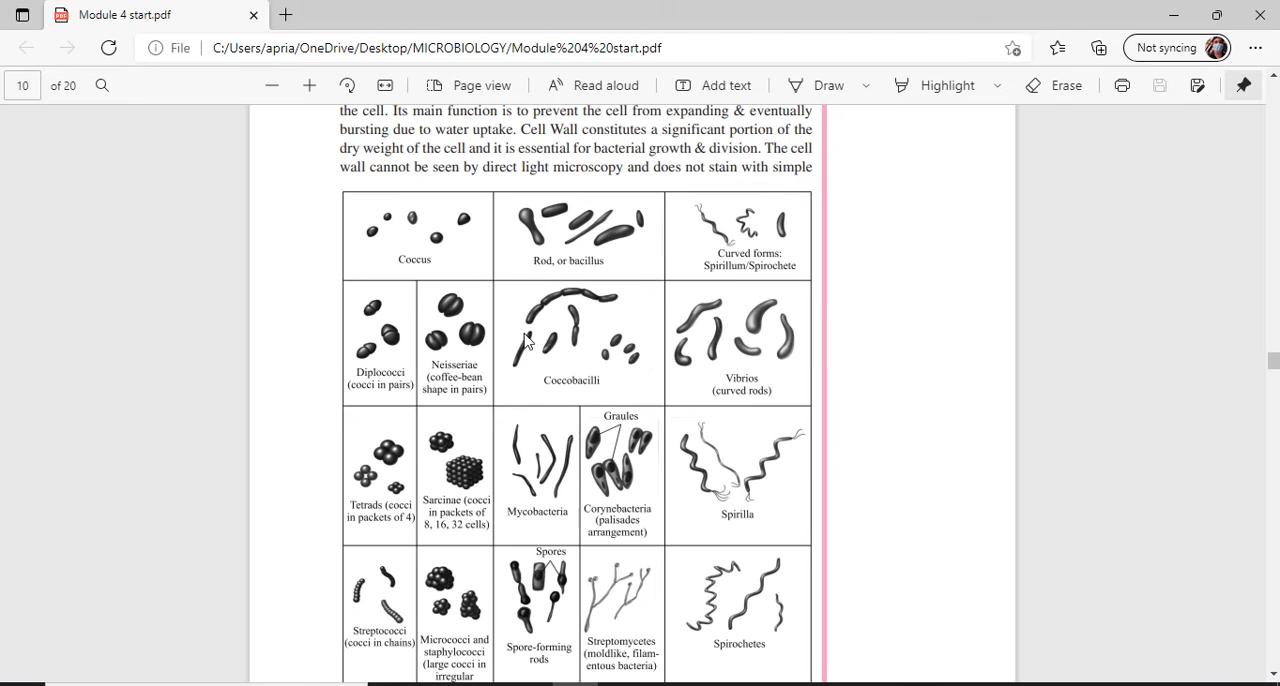 Module 4 start.pdf
File
C:/Users/apria/OneDrive/Desktop/MICROBIOLOGY/Module%204%20start.pdf
Not syncing
10 of 20
Page view
Read aloud
Add text
Draw
Highlight
Erase
the cell. Its main function is to prevent the cell from expanding & eventually
bursting due to water uptake. Cell Wall constitutes a significant portion of the
dry weight of the cell and it is essential for bacterial growth & division. The cell
wall cannot be seen by direct light microscopy and does not stain with simple
Coccus
Rod, or bacillus
Curved forms:
Spirillum/Spirochete
Diplococci
(cocci in pairs)
Neisseriae
(coffee-bean
shape in pairs)
Coccobacilli
Vibrios
(curved rods)
Tetrads (cocci
in packets of 4)
Sarcinae (cocci
in packets of
8, 16, 32 cells)
Mycobacteria
Graules
Corynebacteria
(palisades
arrangement)
Spirilla
Streptococci
(cocci in chains)
Micrococci and
staphylococci
(large cocci in
irregular
Spores
Spore-forming
rods
Streptomycetes
(moldlike, filam-
entous bacteria)
Spirochetes